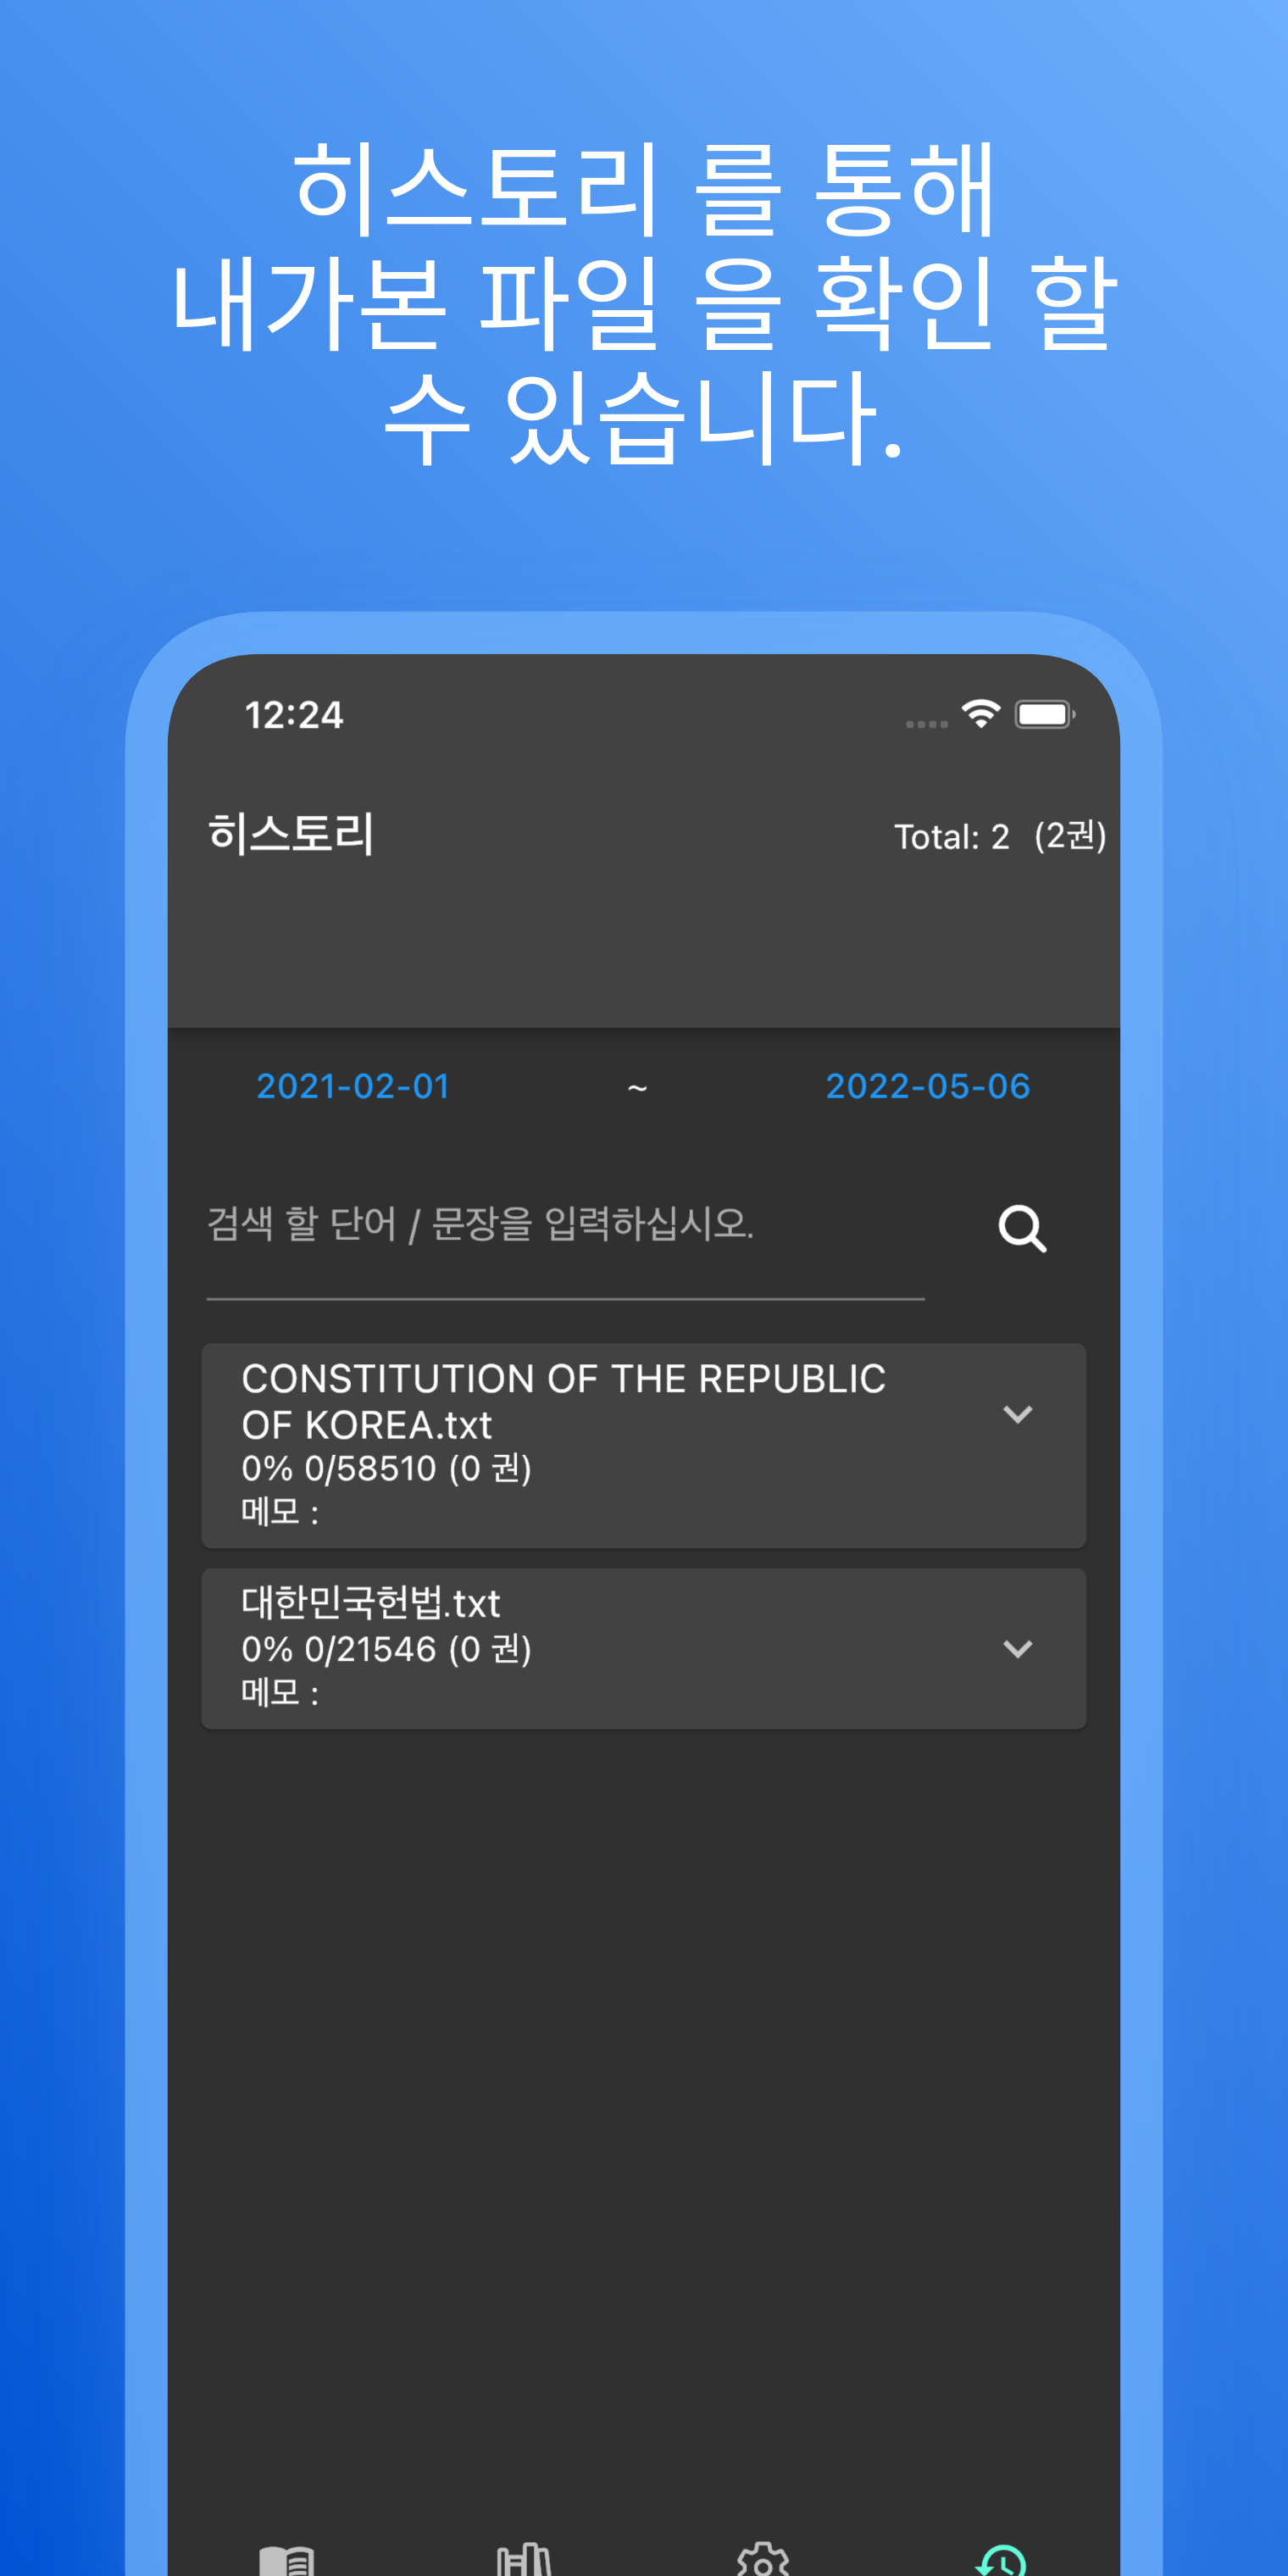 히스토리 를 통해
내가본 파일 을 확인 할
수 있습니다.
12:24
히스토리
Total: 2 (2권)
2021-02-01 ~ 2022-05-06
검색 할 단어 / 문장을 입력하십시오.
CONSTITUTION OF THE REPUBLIC
OF KOREA.txt
0% 0/58510 (0 권)
메모 :
대한민국헌법.txt
0% 0/21546 (0 권)
메모 :